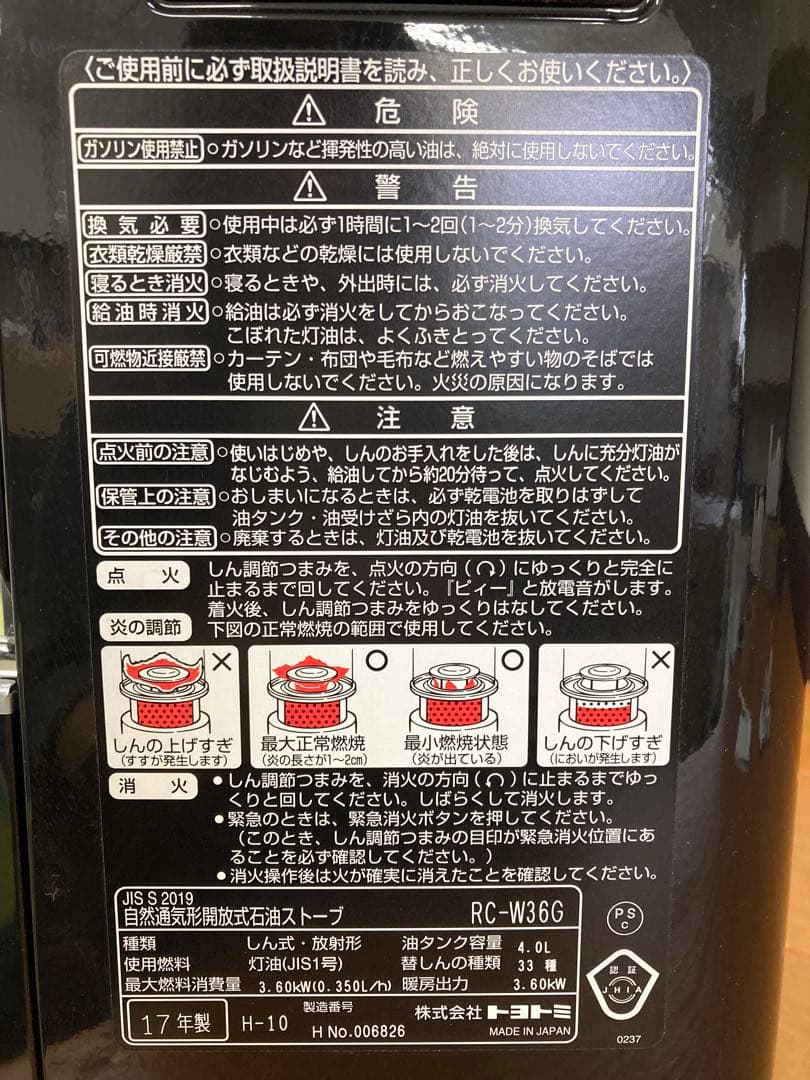 〈ご使用前に必ず取扱説明書を読み、正しくお使いください。〉
⚠ 危 険
ガソリン使用禁止 ○ガソリンなど揮発性の高い油は、絶対に使用しないでください。
⚠ 警 告
換気必要 ○使用中は必ず1時間に1〜2回(1〜2分)換気してください。
衣類乾燥厳禁 ○衣類などの乾燥には使用しないでください。
寝るとき消火 ○寝るときや、外出時には、必ず消火してください。
給油時消火 ○給油は必ず消火をしてからおこなってください。
こぼれた灯油は、よくふきとってください。
可燃物近接厳禁 ○カーテン・布団や毛布など燃えやすい物のそばでは
使用しないでください。火災の原因になります。
⚠ 注 意
点火前の注意 ○使いはじめや、しんのお手入れをした後は、しんに充分灯油が
なじむよう、給油してから約20分待って、点火してください。
保管上の注意 ○おしまいになるときは、必ず乾電池を取りはずして
油タンク・油受けざら内の灯油を抜いてください。
その他の注意 ○廃棄するときは、灯油及び乾電池を抜いてください。
点 火 しん調節つまみを、点火の方向(↷)にゆっくりと完全に
止まるまで回してください。『ピィー』と放電音がします。
着火後、しん調節つまみをゆっくりはなしてください。
炎の調節 下図の正常燃焼の範囲で使用してください。
× ○ ○ ×
しんの上げすぎ 最大正常燃焼 最小燃焼状態 しんの下げすぎ
(すすが発生します) (炎の長さが1〜2cm) (炎が出ている) (においが発生します)
消 火 ●しん調節つまみを、消火の方向(↶)に止まるまでゆっ
くりと回してください。しばらくして消火します。
●緊急のときは、緊急消火ボタンを押してください。
(このとき、しん調節つまみの目印が緊急消火位置にあ
ることを必ず確認してください。)
●消火操作後は火が確実に消えたことを確認してください。
JIS S 2019
自然通気形開放式石油ストーブ RC-W36G
種類 しん式・放射形 油タンク容量 4.0L
使用燃料 灯油(JIS1号) 替しんの種類 33 種
最大燃料消費量 3.60kW(0.350L/h) 暖房出力 3.60kW
17年製 H-10 製造番号 H No.006826
株式会社トヨトミ
MADE IN JAPAN
PS
C
認証
JHIA
0237